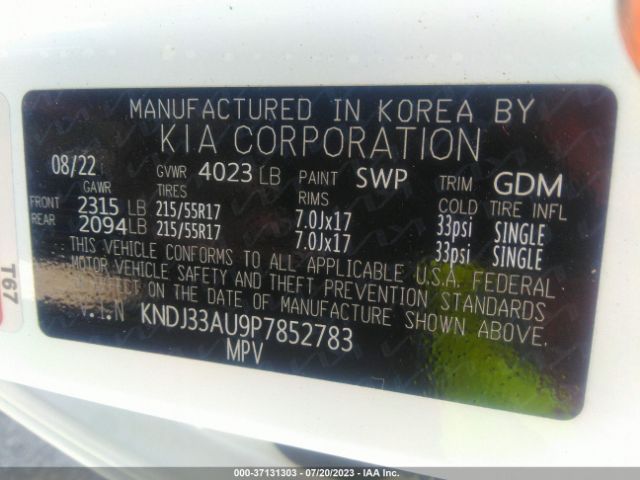 MANUFACTURED IN KOREA BY
KIA CORPORATION
08/22 GVWR 4023 LB PAINT SWP TRIM GDM
GAWR TIRES RIMS COLD TIRE INFL
FRONT 2315 LB 215/55R17 7.0Jx17 33psi SINGLE
REAR 2094 LB 215/55R17 7.0Jx17 33psi SINGLE
THIS VEHICLE CONFORMS TO ALL APPLICABLE U.S.A. FEDERAL
MOTOR VEHICLE SAFETY AND THEFT PREVENTION STANDARDS
IN EFFECT ON THE DATE OF MANUFACTURE SHOWN ABOVE.
V.I.N KNDJ33AU9P7852783
MPV
T67
000-37131303 - 07/20/2023 - IAA Inc.